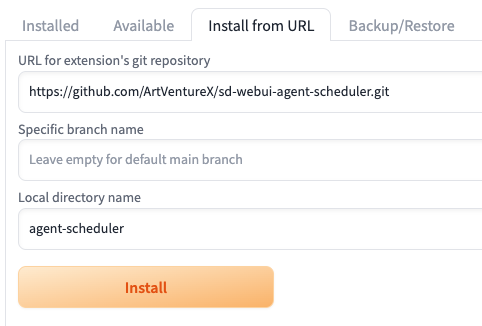 Installed Available Install from URL Backup/Restore
URL for extension's git repository
https://github.com/ArtVentureX/sd-webui-agent-scheduler.git
Specific branch name
Leave empty for default main branch
Local directory name
agent-scheduler
Install